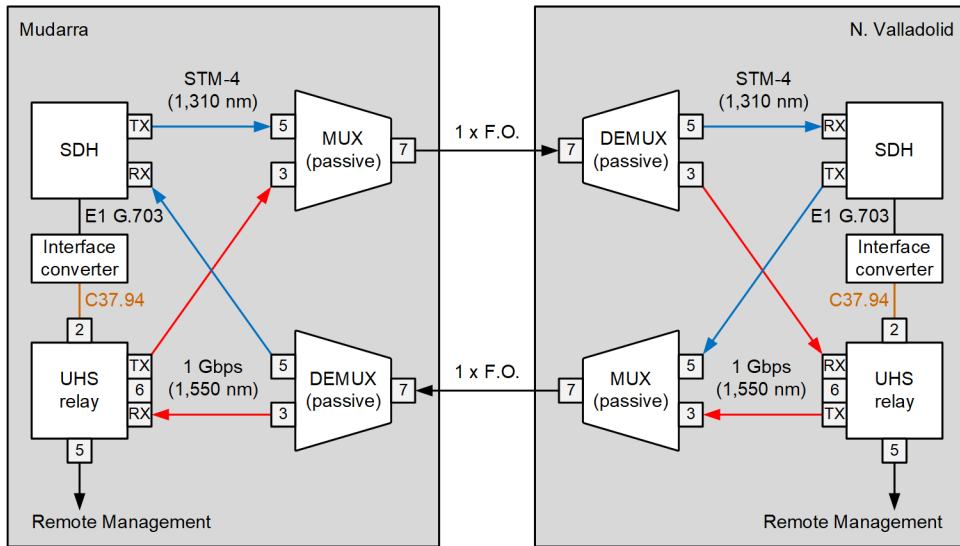 Mudarra
N. Valladolid
STM-4
(1,310 nm)
STM-4
(1,310 nm)
SDH
TX
RX
5
3
MUX
(passive)
7
1 x F.O.
7
DEMUX
(passive)
5
3
RX
TX
SDH
E1 G.703
E1 G.703
Interface
converter
Interface
converter
C37.94
C37.94
2
UHS
relay
TX
6
RX
1 Gbps
(1,550 nm)
5
3
DEMUX
(passive)
7
1 x F.O.
7
MUX
(passive)
5
3
1 Gbps
(1,550 nm)
RX
6
TX
2
UHS
relay
5
5
Remote Management
Remote Management